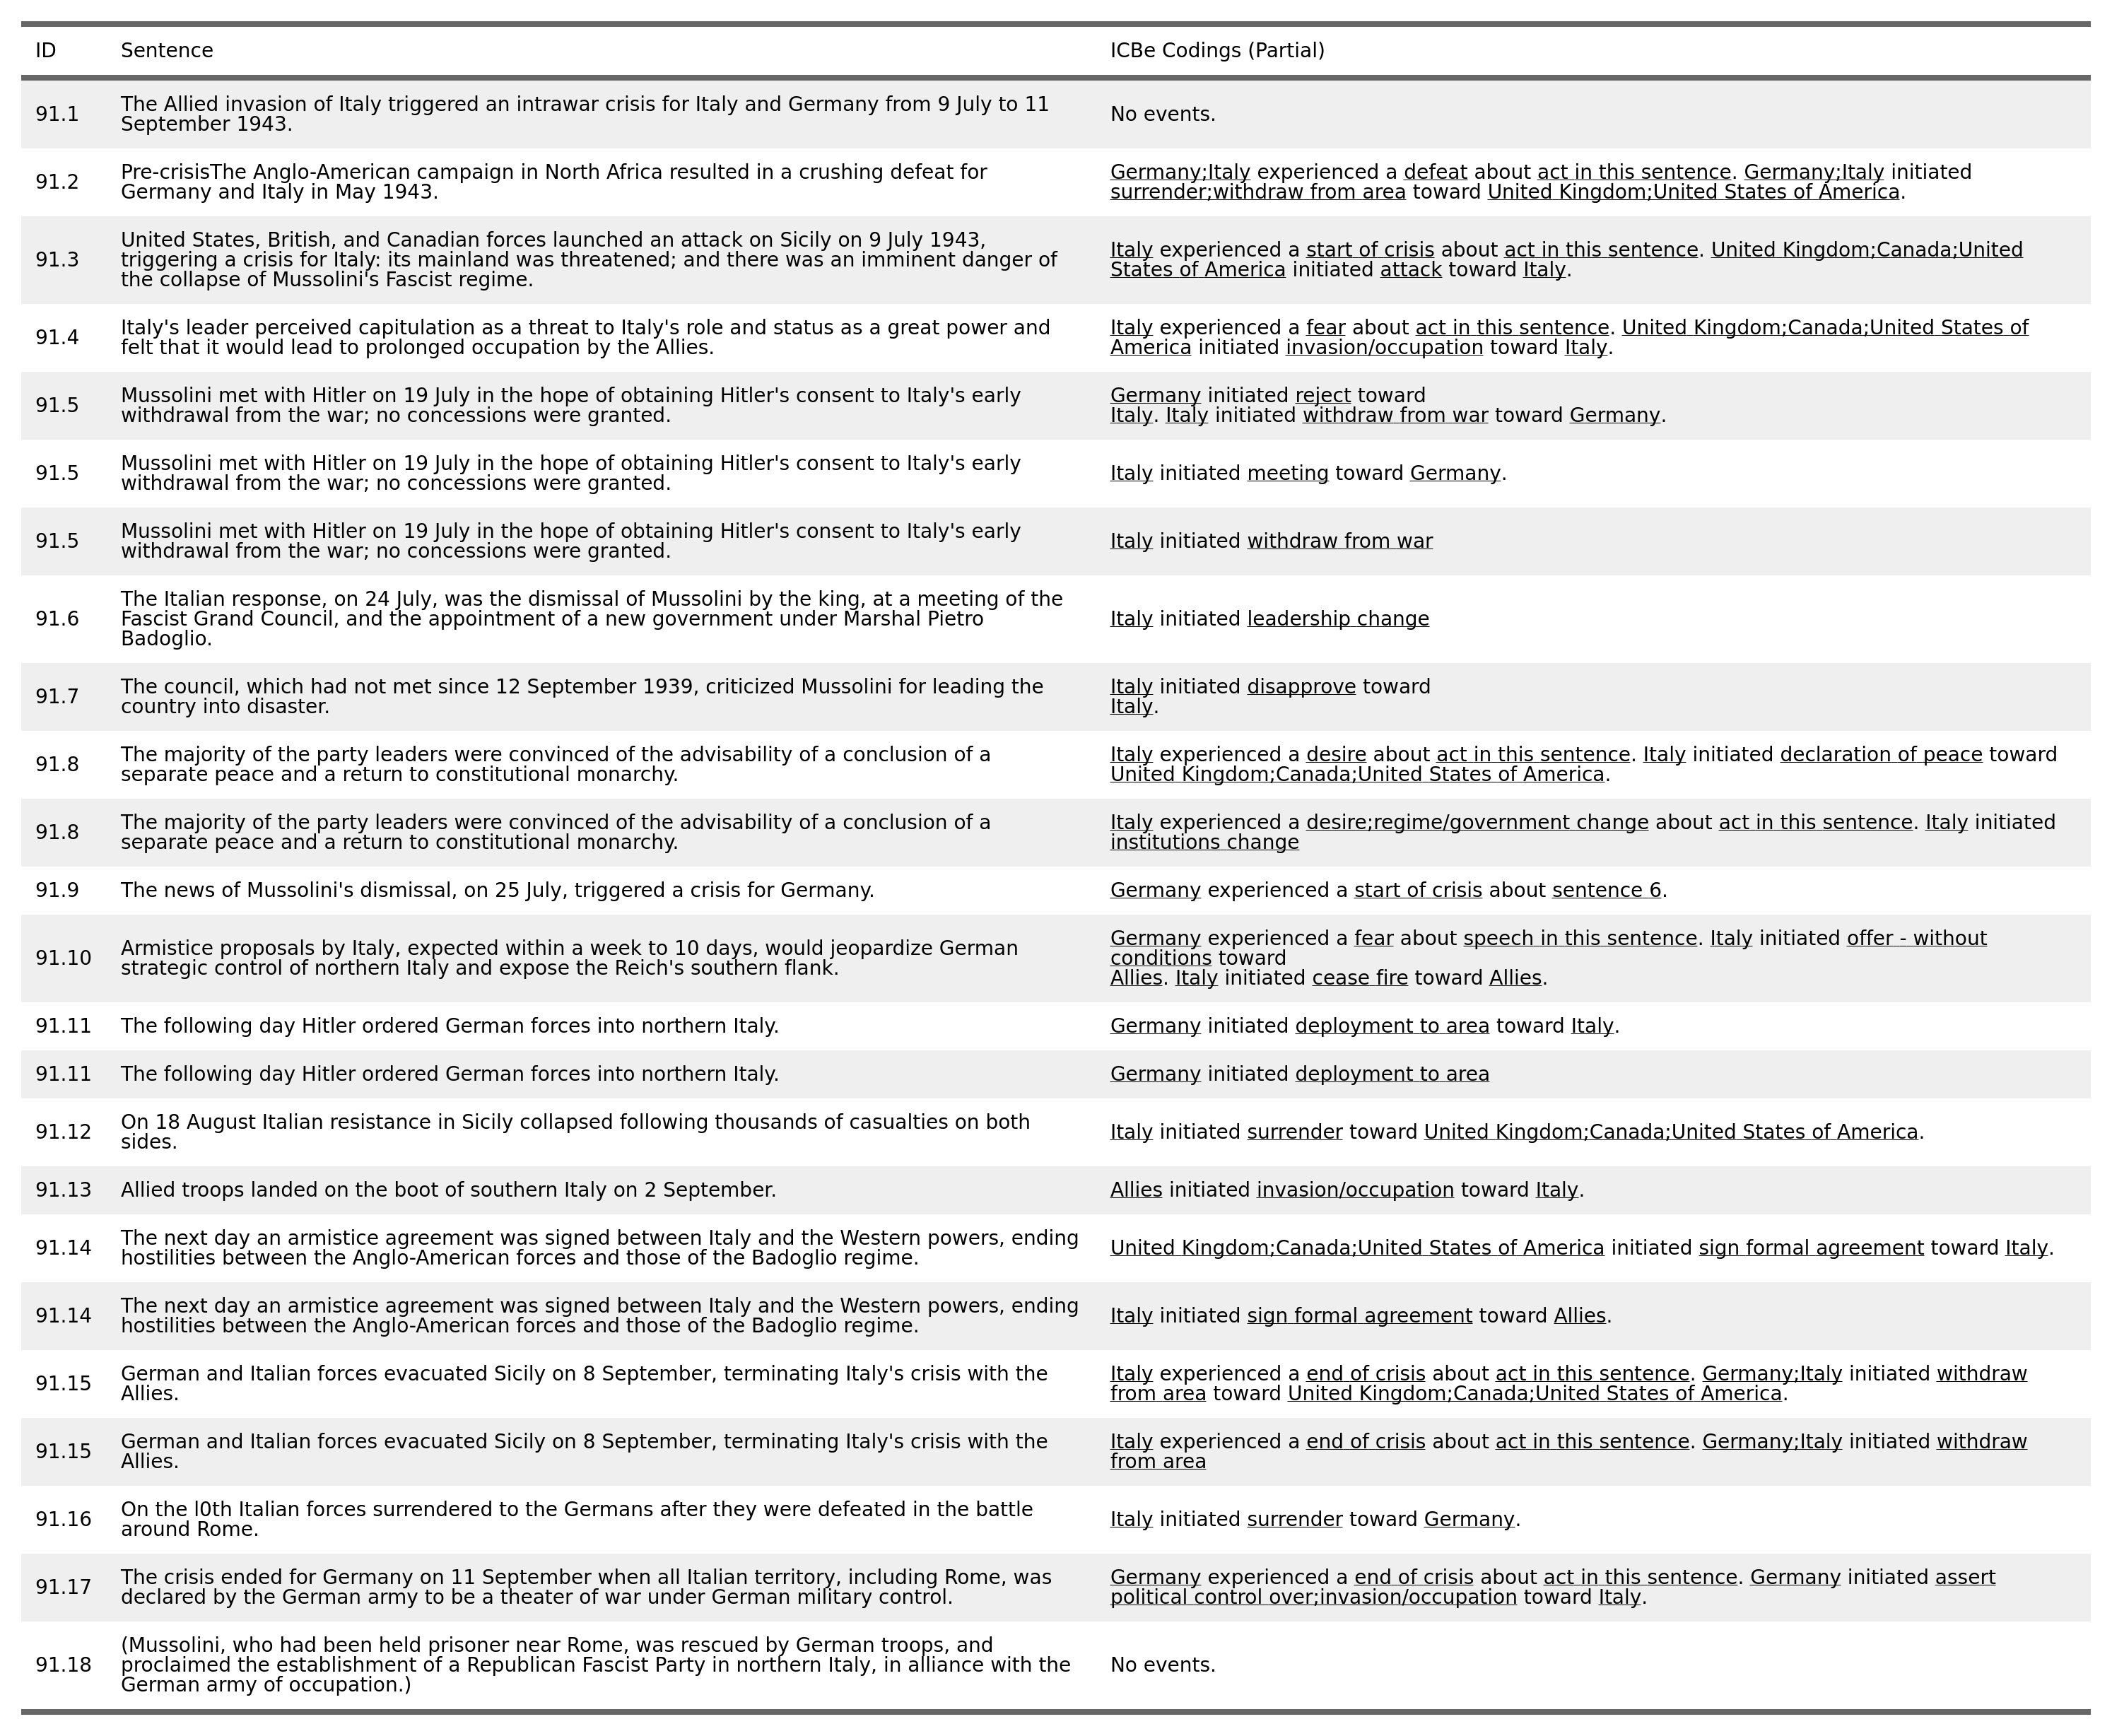 ID Sentence ICBe Codings (Partial)
91.1 The Allied invasion of Italy triggered an intrawar crisis for Italy and Germany from 9 July to 11
September 1943.
No events.
91.2 Pre-crisisThe Anglo-American campaign in North Africa resulted in a crushing defeat for
Germany and Italy in May 1943.
Germany;Italy experienced a defeat about act in this sentence. Germany;Italy initiated
surrender;withdraw from area toward United Kingdom;United States of America.
91.3 United States, British, and Canadian forces launched an attack on Sicily on 9 July 1943,
triggering a crisis for Italy: its mainland was threatened; and there was an imminent danger of
the collapse of Mussolini's Fascist regime.
Italy experienced a start of crisis about act in this sentence. United Kingdom;Canada;United
States of America initiated attack toward Italy.
91.4 Italy's leader perceived capitulation as a threat to Italy's role and status as a great power and
felt that it would lead to prolonged occupation by the Allies.
Italy experienced a fear about act in this sentence. United Kingdom;Canada;United States of
America initiated invasion/occupation toward Italy.
91.5 Mussolini met with Hitler on 19 July in the hope of obtaining Hitler's consent to Italy's early
withdrawal from the war; no concessions were granted.
Germany initiated reject toward
Italy. Italy initiated withdraw from war toward Germany.
91.5 Mussolini met with Hitler on 19 July in the hope of obtaining Hitler's consent to Italy's early
withdrawal from the war; no concessions were granted.
Italy initiated meeting toward Germany.
91.5 Mussolini met with Hitler on 19 July in the hope of obtaining Hitler's consent to Italy's early
withdrawal from the war; no concessions were granted.
Italy initiated withdraw from war
91.6 The Italian response, on 24 July, was the dismissal of Mussolini by the king, at a meeting of the
Fascist Grand Council, and the appointment of a new government under Marshal Pietro
Badoglio.
Italy initiated leadership change
91.7 The council, which had not met since 12 September 1939, criticized Mussolini for leading the
country into disaster.
Italy initiated disapprove toward
Italy.
91.8 The majority of the party leaders were convinced of the advisability of a conclusion of a
separate peace and a return to constitutional monarchy.
Italy experienced a desire about act in this sentence. Italy initiated declaration of peace toward
United Kingdom;Canada;United States of America.
91.8 The majority of the party leaders were convinced of the advisability of a conclusion of a
separate peace and a return to constitutional monarchy.
Italy experienced a desire;regime/government change about act in this sentence. Italy initiated
institutions change
91.9 The news of Mussolini's dismissal, on 25 July, triggered a crisis for Germany.
Germany experienced a start of crisis about sentence 6.
91.10 Armistice proposals by Italy, expected within a week to 10 days, would jeopardize German
strategic control of northern Italy and expose the Reich's southern flank.
Germany experienced a fear about speech in this sentence. Italy initiated offer - without
conditions toward
Allies. Italy initiated cease fire toward Allies.
91.11 The following day Hitler ordered German forces into northern Italy.
Germany initiated deployment to area toward Italy.
91.11 The following day Hitler ordered German forces into northern Italy.
Germany initiated deployment to area
91.12 On 18 August Italian resistance in Sicily collapsed following thousands of casualties on both
sides.
Italy initiated surrender toward United Kingdom;Canada;United States of America.
91.13 Allied troops landed on the boot of southern Italy on 2 September.
Allies initiated invasion/occupation toward Italy.
91.14 The next day an armistice agreement was signed between Italy and the Western powers, ending
hostilities between the Anglo-American forces and those of the Badoglio regime.
United Kingdom;Canada;United States of America initiated sign formal agreement toward Italy.
91.14 The next day an armistice agreement was signed between Italy and the Western powers, ending
hostilities between the Anglo-American forces and those of the Badoglio regime.
Italy initiated sign formal agreement toward Allies.
91.15 German and Italian forces evacuated Sicily on 8 September, terminating Italy's crisis with the
Allies.
Italy experienced a end of crisis about act in this sentence. Germany;Italy initiated withdraw
from area toward United Kingdom;Canada;United States of America.
91.15 German and Italian forces evacuated Sicily on 8 September, terminating Italy's crisis with the
Allies.
Italy experienced a end of crisis about act in this sentence. Germany;Italy initiated withdraw
from area
91.16 On the l0th Italian forces surrendered to the Germans after they were defeated in the battle
around Rome.
Italy initiated surrender toward Germany.
91.17 The crisis ended for Germany on 11 September when all Italian territory, including Rome, was
declared by the German army to be a theater of war under German military control.
Germany experienced a end of crisis about act in this sentence. Germany initiated assert
political control over;invasion/occupation toward Italy.
91.18 (Mussolini, who had been held prisoner near Rome, was rescued by German troops, and
proclaimed the establishment of a Republican Fascist Party in northern Italy, in alliance with the
German army of occupation.)
No events.